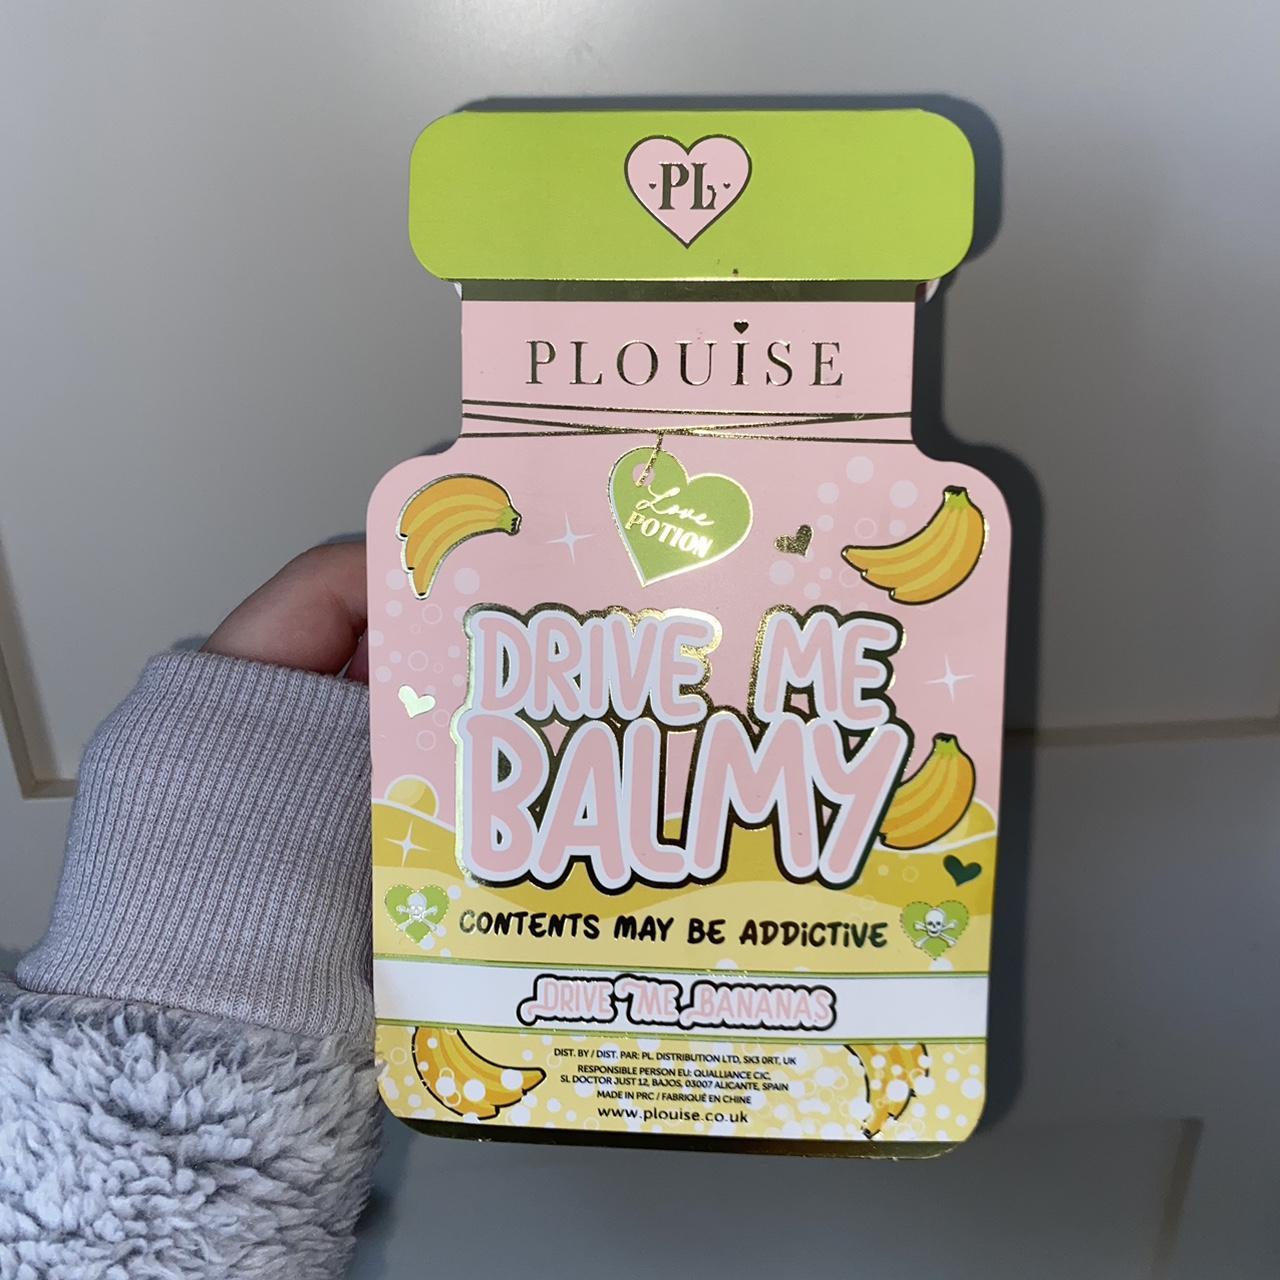 PL
PLOUiSE
Love
POTION
DRIVE ME
BALMY
CONTENTS MAY BE ADDiCTiVE
DRIVE ME BANANAS
DIST. BY / DIST. PAR: PL DISTRIBUTION LTD, SK3 0RT, UK
RESPONSIBLE PERSON EU: QUALLIANCE CIC,
SL DOCTOR JUST 12, BAJOS, 03007 ALICANTE, SPAIN
MADE IN PRC / FABRIQUÉ EN CHINE
www.plouise.co.uk